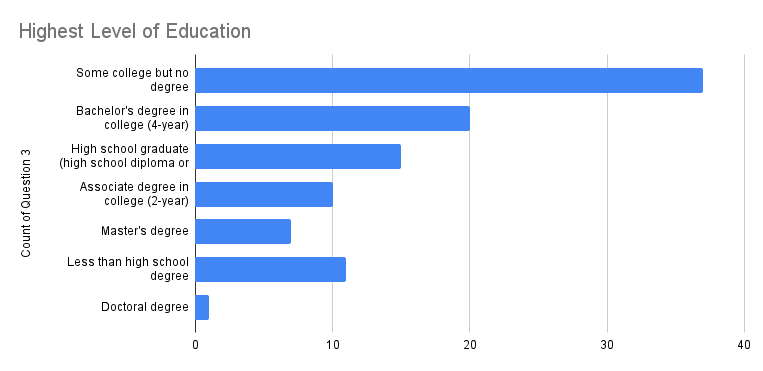 Highest Level of Education
Count of Question 3
Some college but no
degree
Bachelor's degree in
college (4-year)
High school graduate
(high school diploma or
Associate degree in
college (2-year)
Master's degree
Less than high school
degree
Doctoral degree
0
10
20
30
40